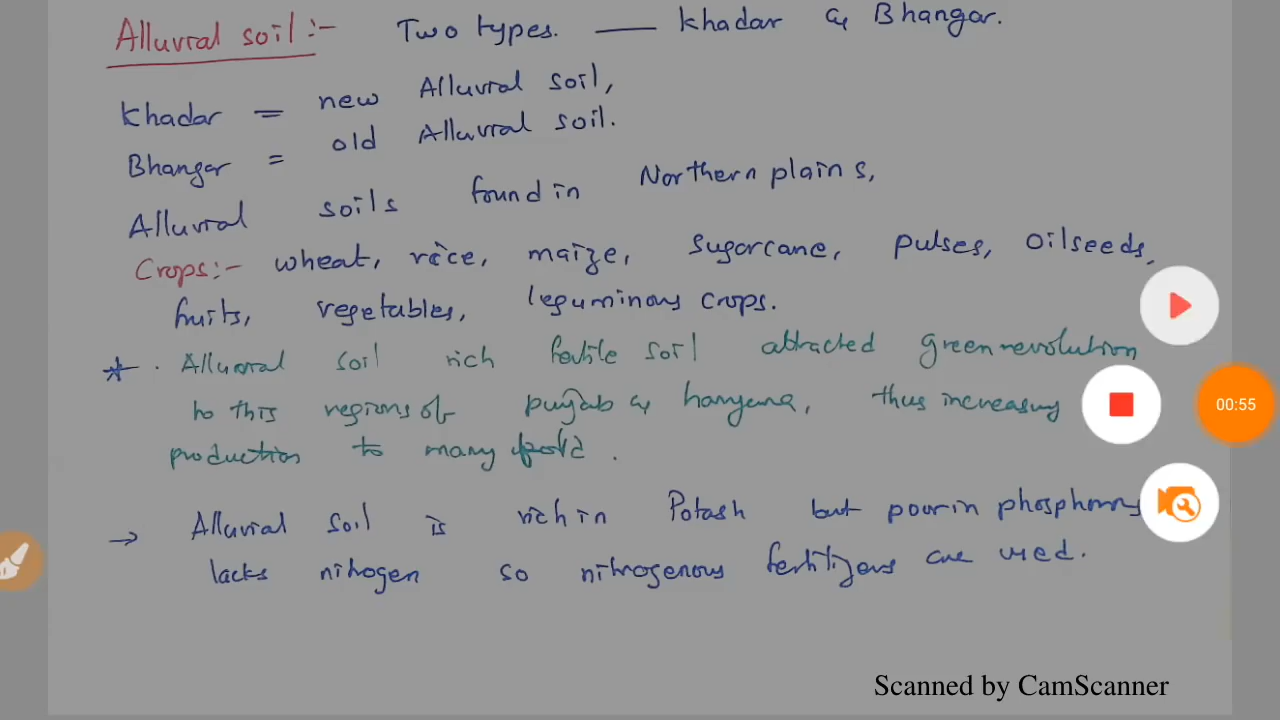 Alluvial soil :- Two types. — Khadar & Bhangar.
Khadar = new Alluvial soil,
Bhangar = old Alluvial soil.
Alluvial soils found in Northern plains,
Crops :- wheat, rice, maize, sugarcane, pulses, oilseeds,
fruits, vegetables, leguminous crops.
* . Alluvial soil rich fertile soil attracted green revolution
to this regions of punjab & haryana, thus increasing
production to many fold .
00:55
→ Alluvial soil is rich in Potash but poor in phosphorous
lacks nitrogen so nitrogenous fertilizers are used.
Scanned by CamScanner